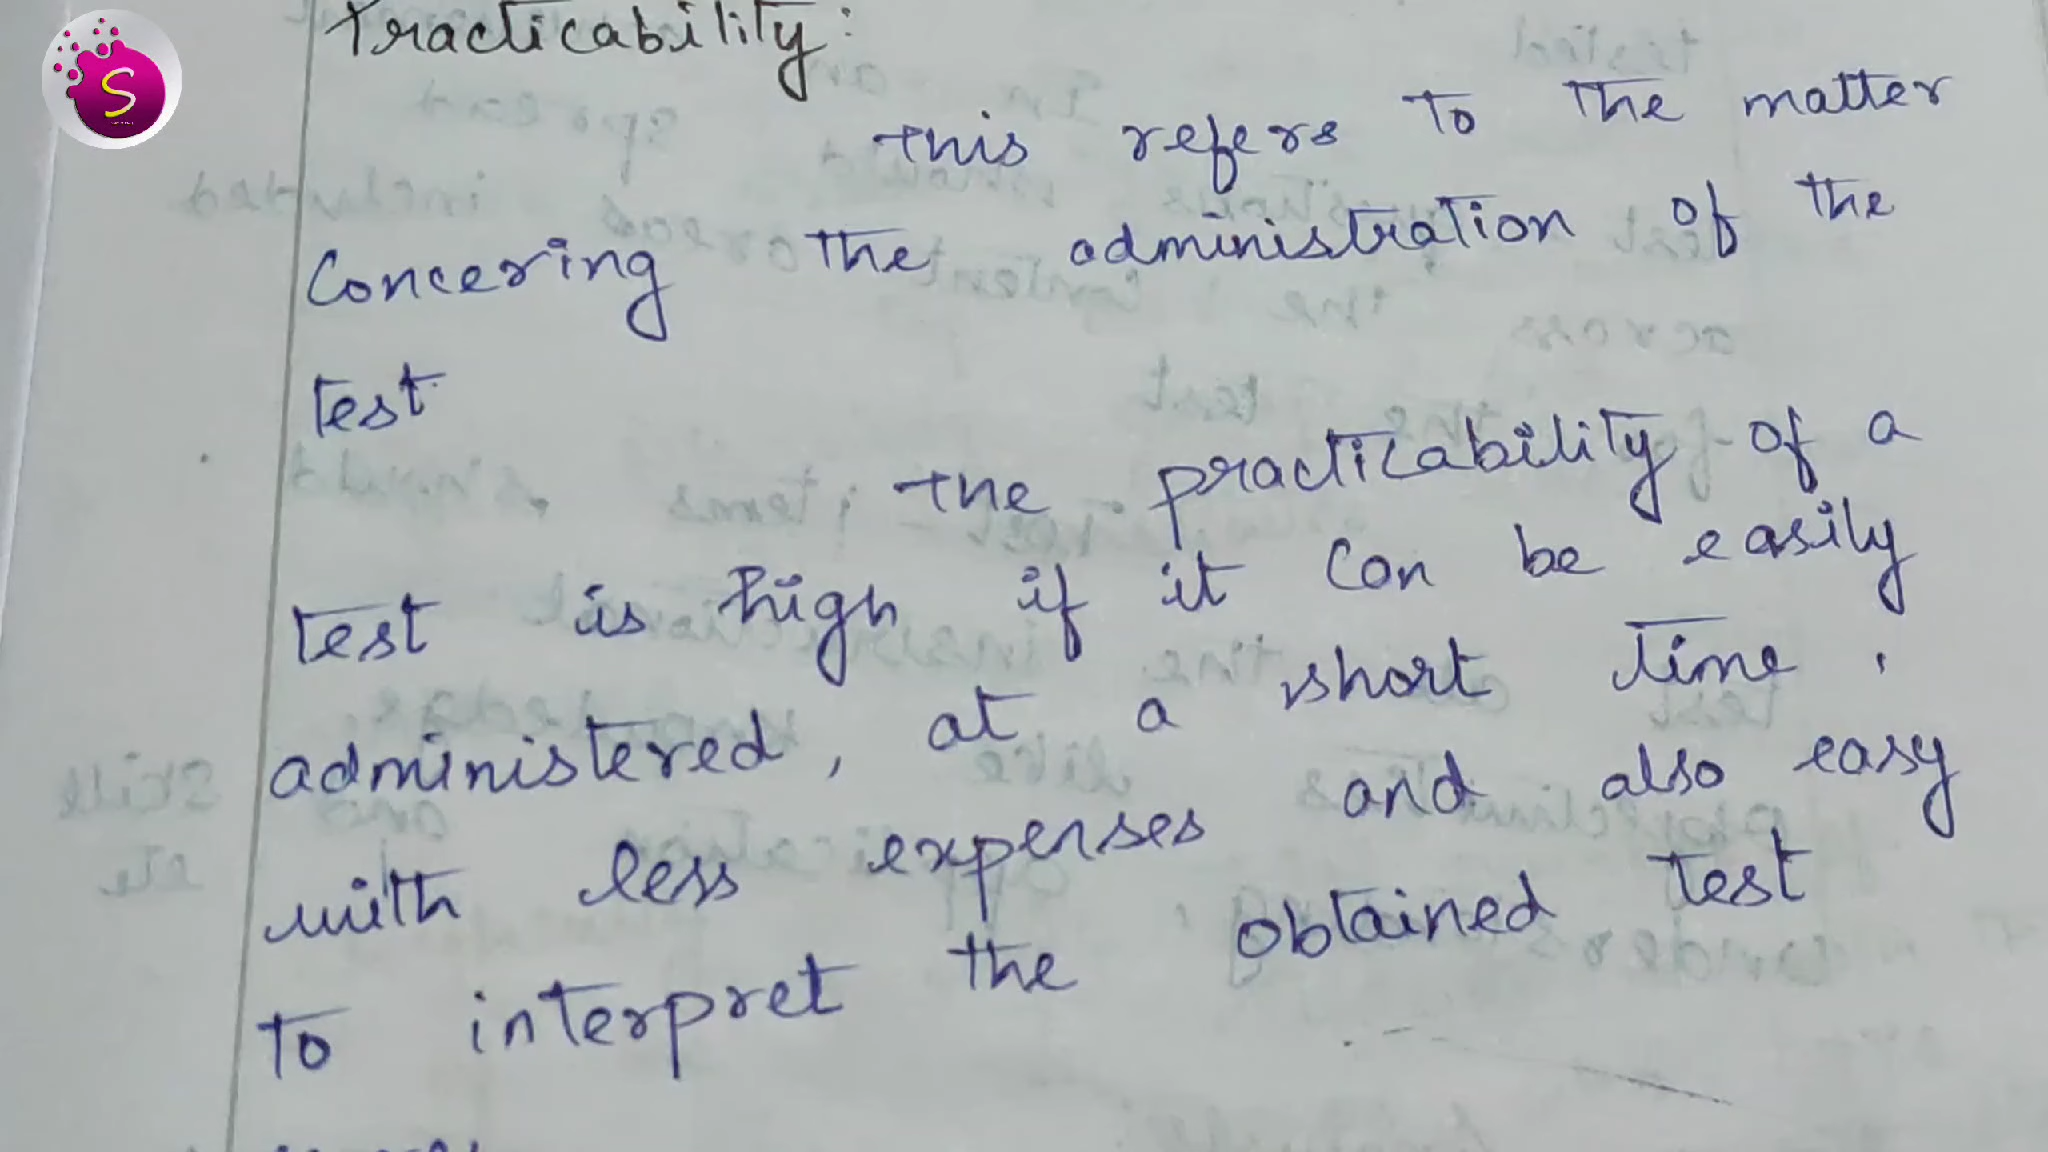 Practicability:
This refers to the matter
Concering the administration of the
test
The practicability of a
test is high if it can be easily
administered, at a short time,
with less expenses and also easy
to interpret the obtained test
S